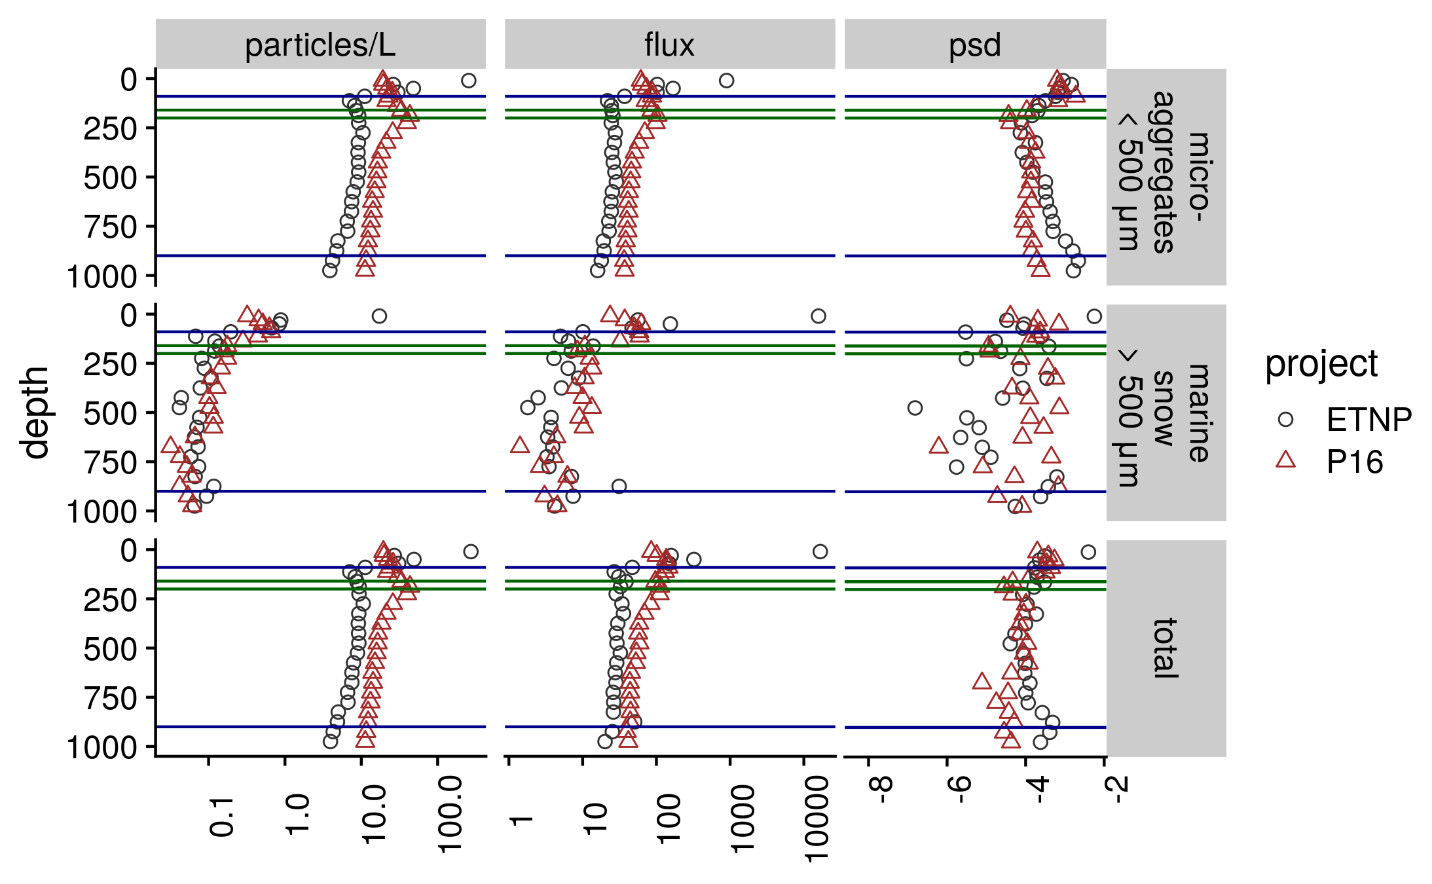 particles/L
flux
psd
0
250
500
750
1000
micro-
aggregates
< 500 µm
0
250
500
750
1000
marine
snow
> 500 µm
0
250
500
750
1000
total
depth
0.1
1.0
10.0
100.0
1
10
100
1000
10000
-8
-6
-4
-2
project
ETNP
P16